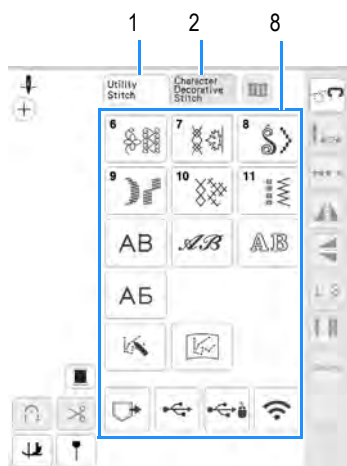 1 2 8
Utility
Stitch
Character
Decorative
Stitch
6 7 8
9 10 11
AB AB AB
АБ
L S